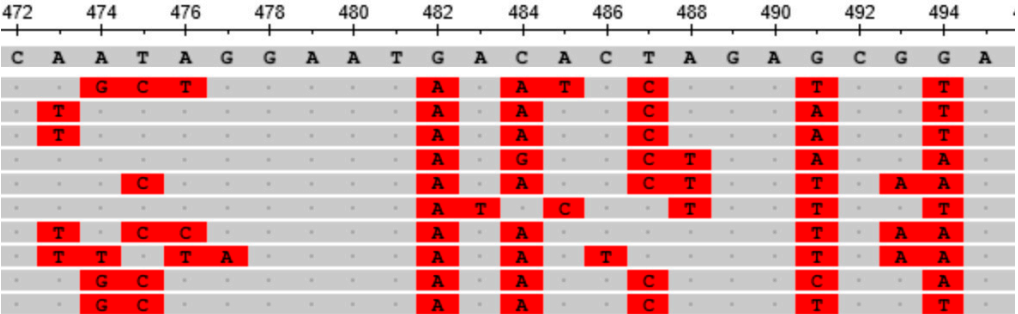 472 474 476 478 480 482 484 486 488 490 492 494
C A A T A G G A A T G A C A C T A G A G C G G A
· · G C T · · · · · A · A T · C · · · T · · T ·
· T · · · · · · · · A · A · · C · · · A · · T ·
· T · · · · · · · · A · A · · C · · · A · · T ·
· · · · · · · · · · A · G · · C T · · A · · A ·
· · · C · · · · · · A · A · · C T · · T · A A ·
· · · · · · · · · · A T · C · · T · · T · · T ·
· T · C C · · · · · A · A · · · · · · T · A A ·
· T T · T A · · · · A · A · T · · · · T · A A ·
· · G C · · · · · · A · A · · C · · · C · · A ·
· · G C · · · · · · A · A · · C · · · T · · T ·